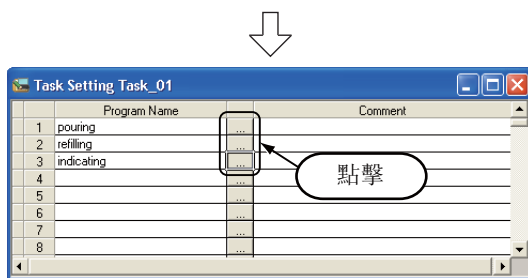 Task Setting Task_01
Program Name Comment
1 pouring ...
2 refilling ...
3 indicating ...
4 ...
5 ...
6 ...
7 ...
8 ...
點擊